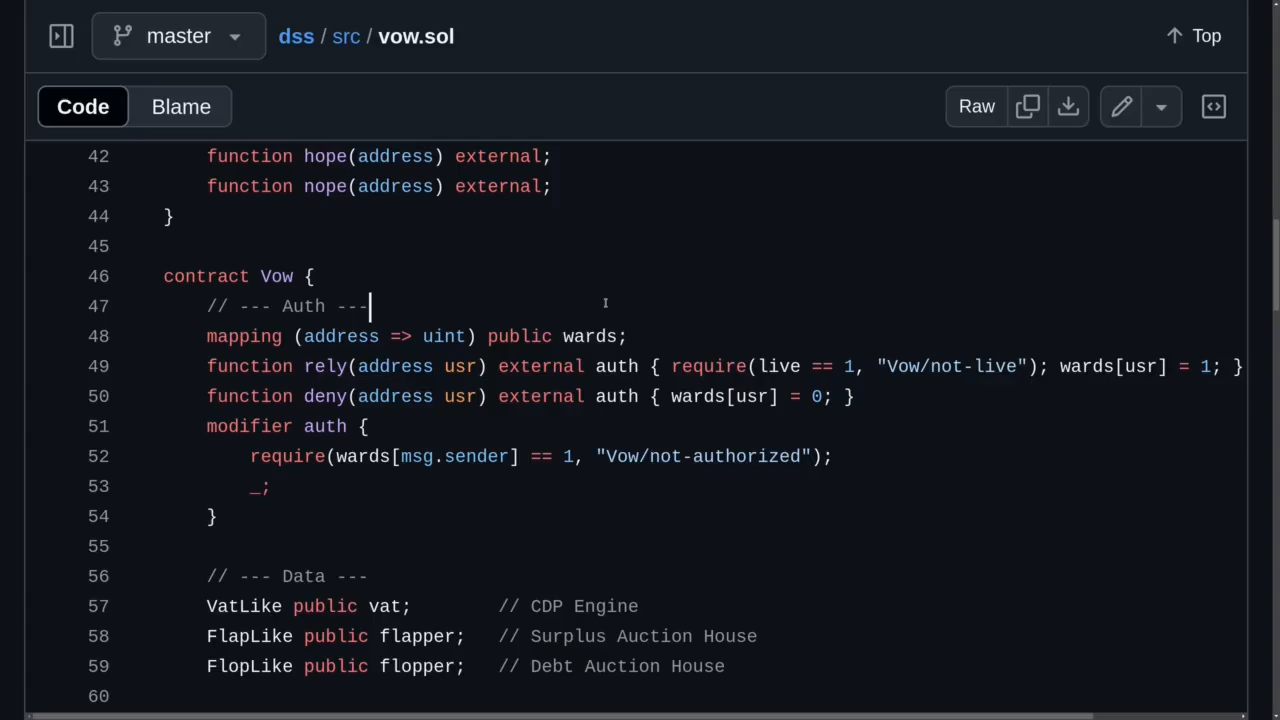 master dss / src / vow.sol Top
Code Blame Raw
42 function hope(address) external;
43 function nope(address) external;
44 }
45
46 contract Vow {
47 // --- Auth ---
48 mapping (address => uint) public wards;
49 function rely(address usr) external auth { require(live == 1, "Vow/not-live"); wards[usr] = 1; }
50 function deny(address usr) external auth { wards[usr] = 0; }
51 modifier auth {
52 require(wards[msg.sender] == 1, "Vow/not-authorized");
53 _;
54 }
55
56 // --- Data ---
57 VatLike public vat; // CDP Engine
58 FlapLike public flapper; // Surplus Auction House
59 FlopLike public flopper; // Debt Auction House
60